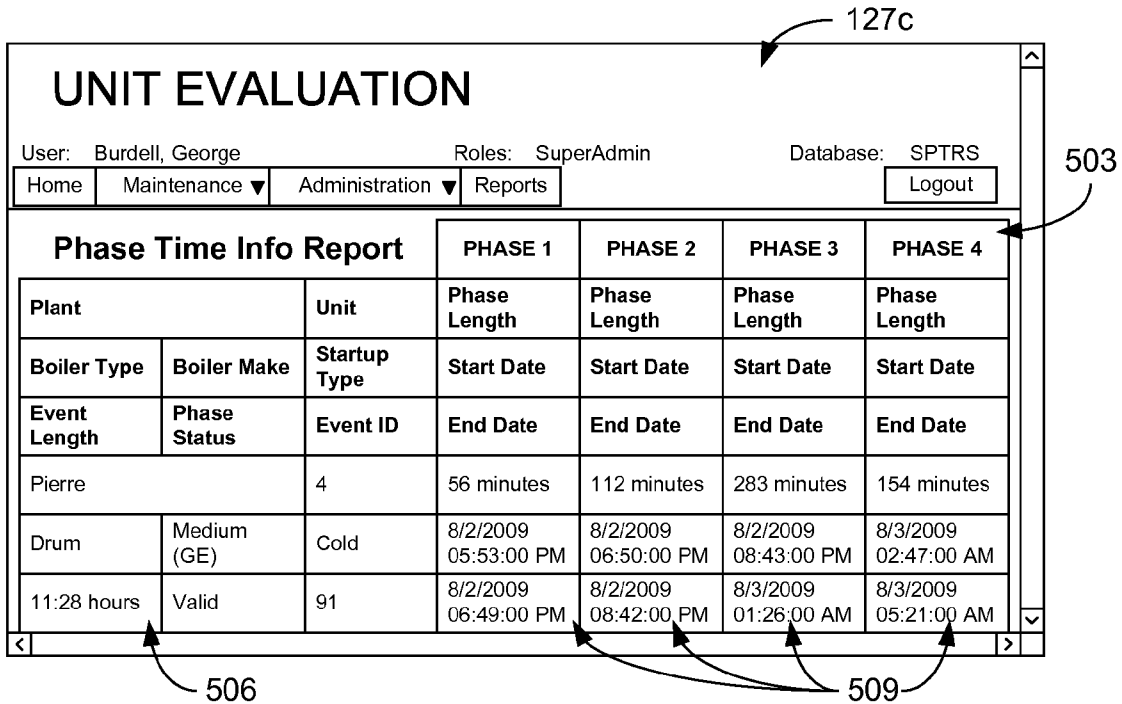 127c
UNIT EVALUATION
User: Burdell, George Roles: SuperAdmin Database: SPTRS
503
Home Maintenance ▼ Administration ▼ Reports Logout
Phase Time Info Report PHASE 1 PHASE 2 PHASE 3 PHASE 4
Plant Unit Phase Length Phase Length Phase Length Phase Length
Boiler Type Boiler Make Startup Type Start Date Start Date Start Date Start Date
Event Length Phase Status Event ID End Date End Date End Date End Date
Pierre 4 56 minutes 112 minutes 283 minutes 154 minutes
Drum Medium (GE) Cold 8/2/2009 05:53:00 PM 8/2/2009 06:50:00 PM 8/2/2009 08:43:00 PM 8/3/2009 02:47:00 AM
11:28 hours Valid 91 8/2/2009 06:49:00 PM 8/2/2009 08:42:00 PM 8/3/2009 01:26:00 AM 8/3/2009 05:21:00 AM
506 509